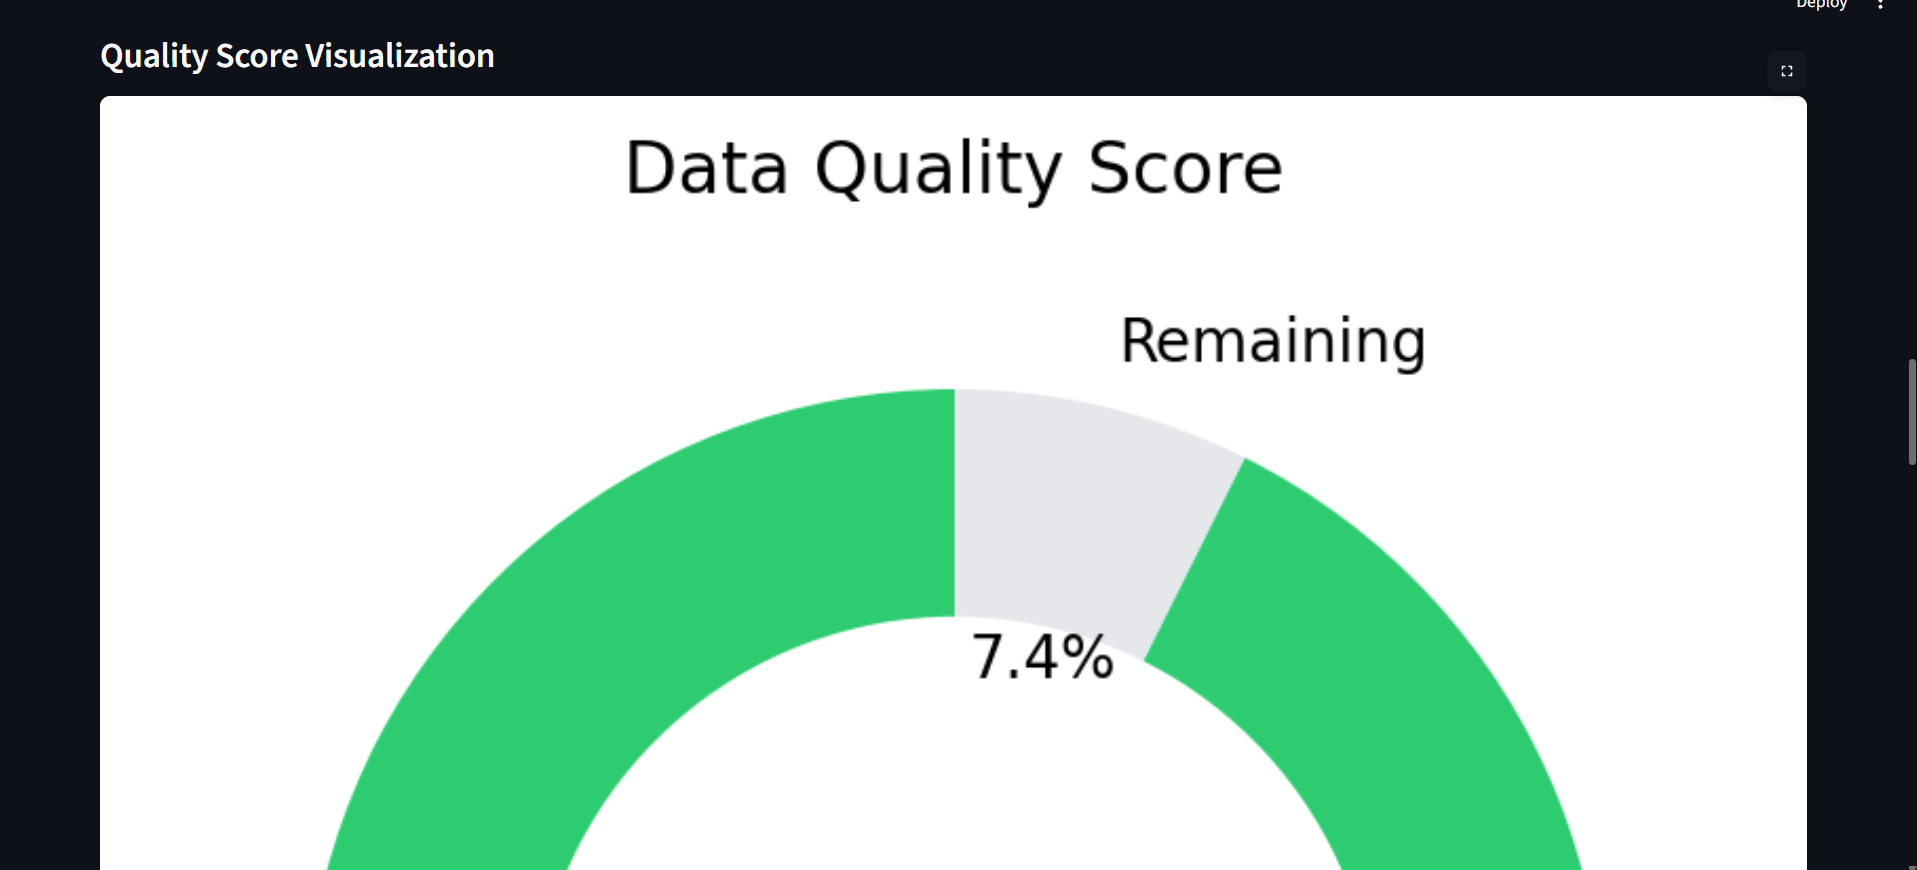 Deploy
Quality Score Visualization
Data Quality Score
Remaining
7.4%